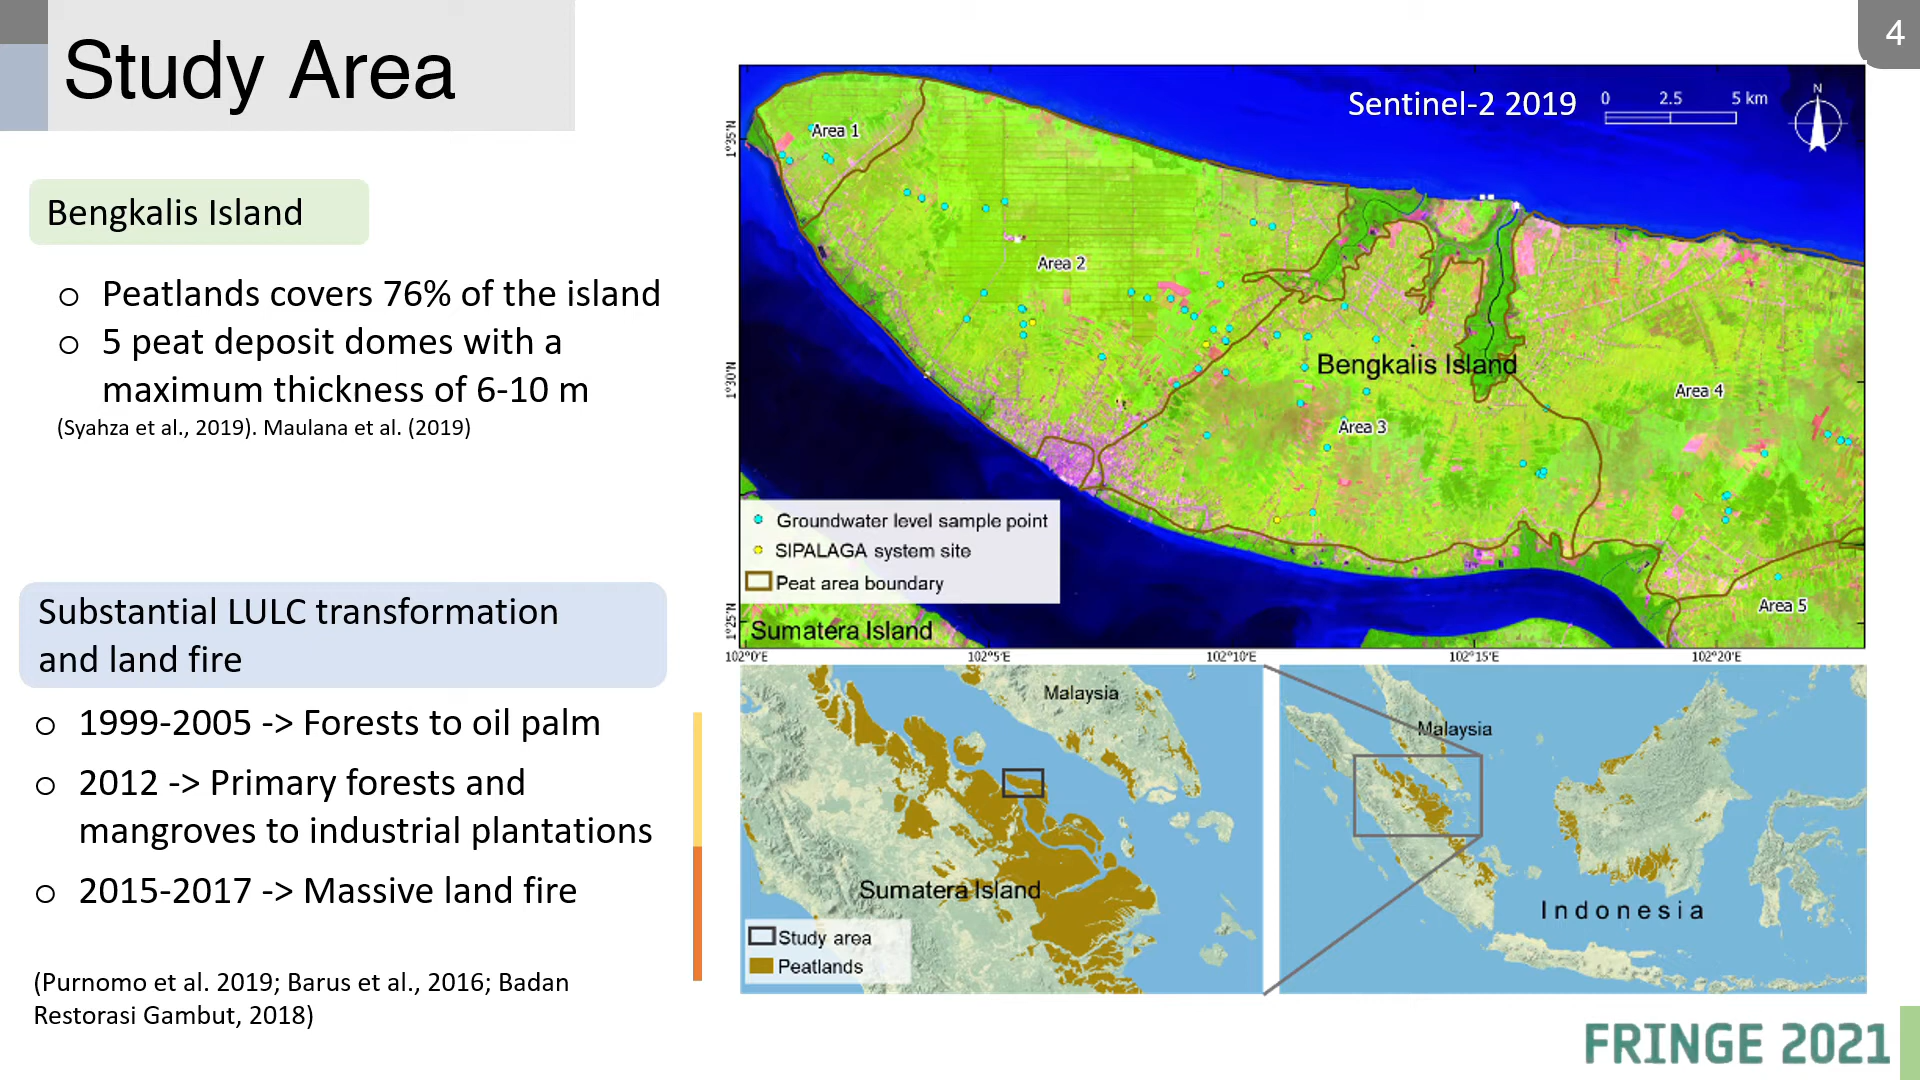 4
Study Area
Bengkalis Island
Peatlands covers 76% of the island
5 peat deposit domes with a
maximum thickness of 6-10 m
(Syahza et al., 2019). Maulana et al. (2019)
Substantial LULC transformation
and land fire
1999-2005 -> Forests to oil palm
2012 -> Primary forests and
mangroves to industrial plantations
2015-2017 -> Massive land fire
(Purnomo et al. 2019; Barus et al., 2016; Badan
Restorasi Gambut, 2018)
Sentinel-2 2019
0 2.5 5 km
N
1°35'N
1°30'N
1°25'N
Area 1
Area 2
Bengkalis Island
Area 4
Area 3
Area 5
Groundwater level sample point
SIPALAGA system site
Peat area boundary
Sumatera Island
102°0'E 102°5'E 102°10'E 102°15'E 102°20'E
Malaysia
Sumatera Island
Study area
Peatlands
Malaysia
Indonesia
FRINGE 2021